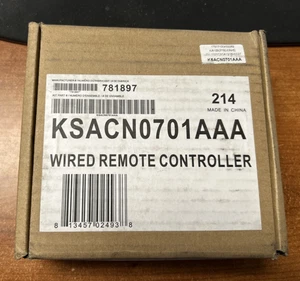 KSACN0701AAA
781897
214
MADE IN CHINA
KSACN0701AAA
WIRED REMOTE CONTROLLER
8 13457 02493 8